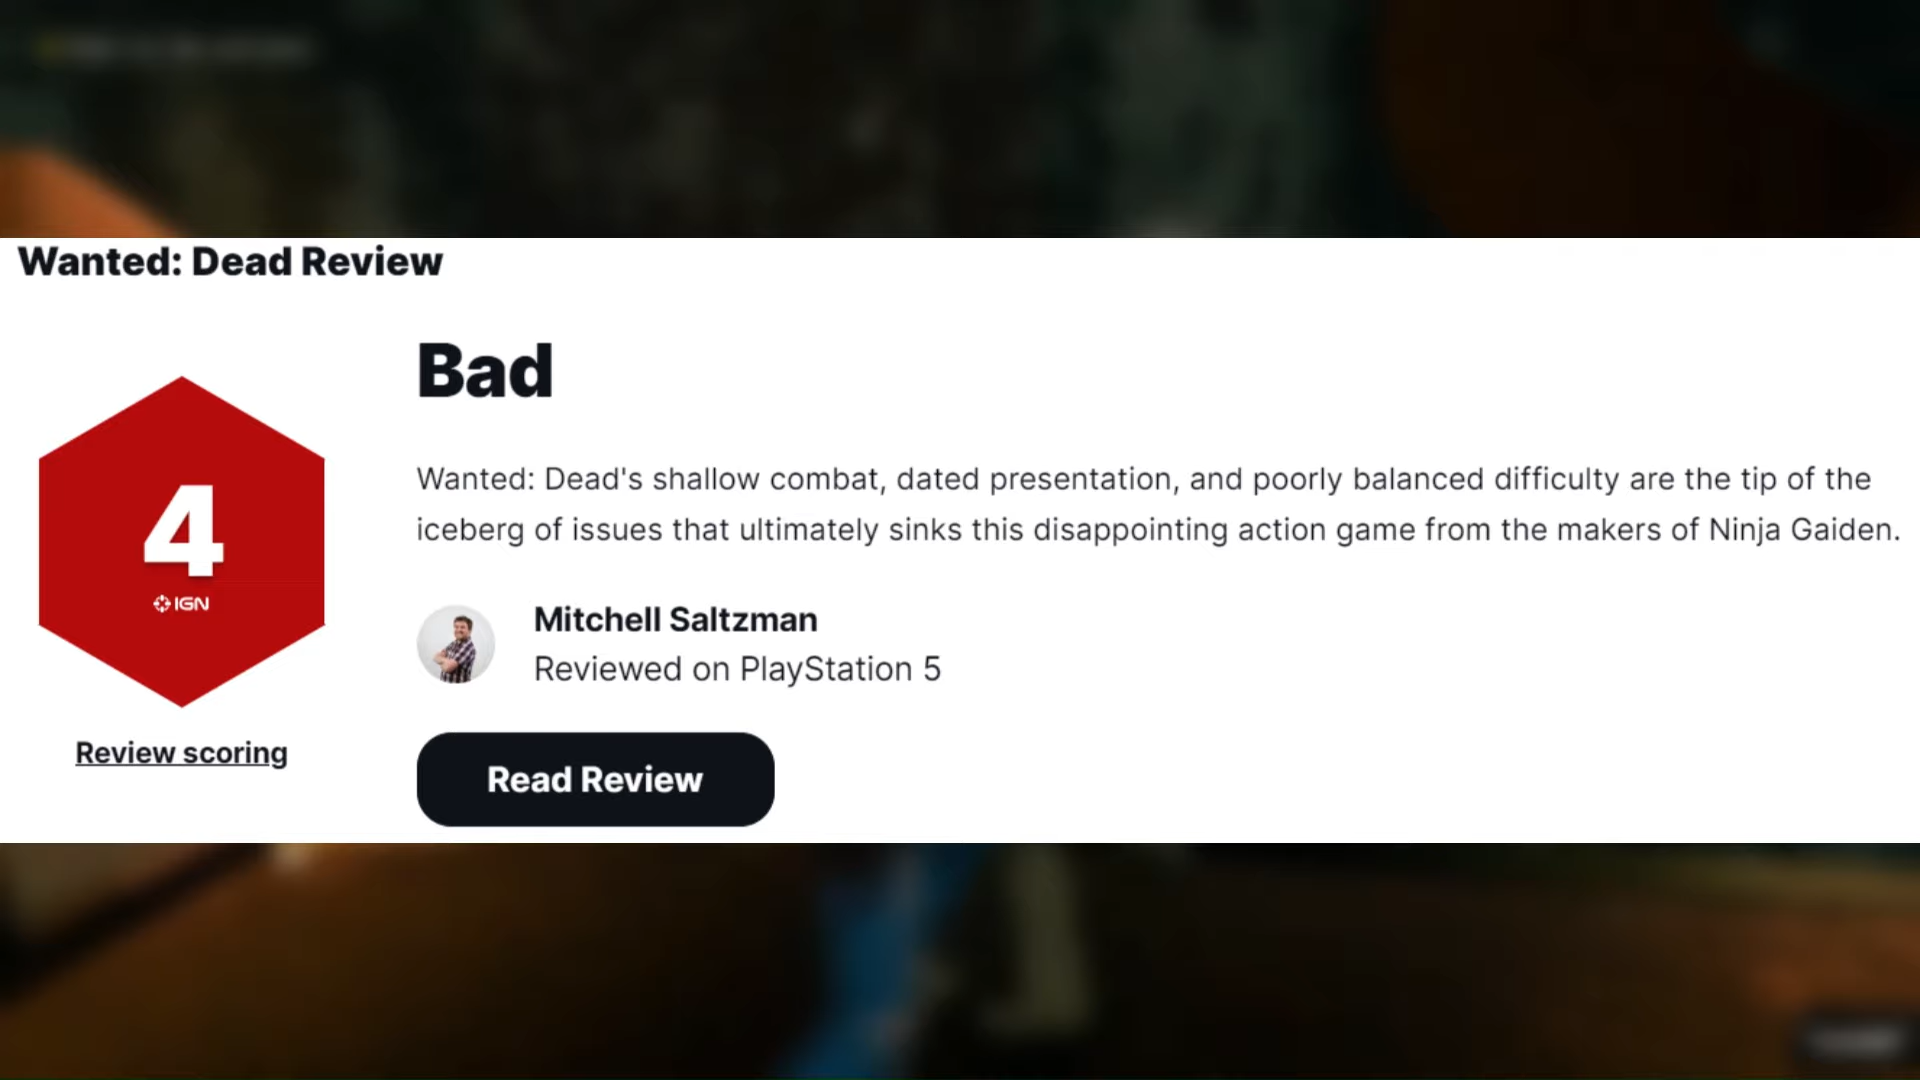 Wanted: Dead Review
Bad
Wanted: Dead's shallow combat, dated presentation, and poorly balanced difficulty are the tip of the
iceberg of issues that ultimately sinks this disappointing action game from the makers of Ninja Gaiden.
4
IGN
Mitchell Saltzman
Reviewed on PlayStation 5
Review scoring
Read Review